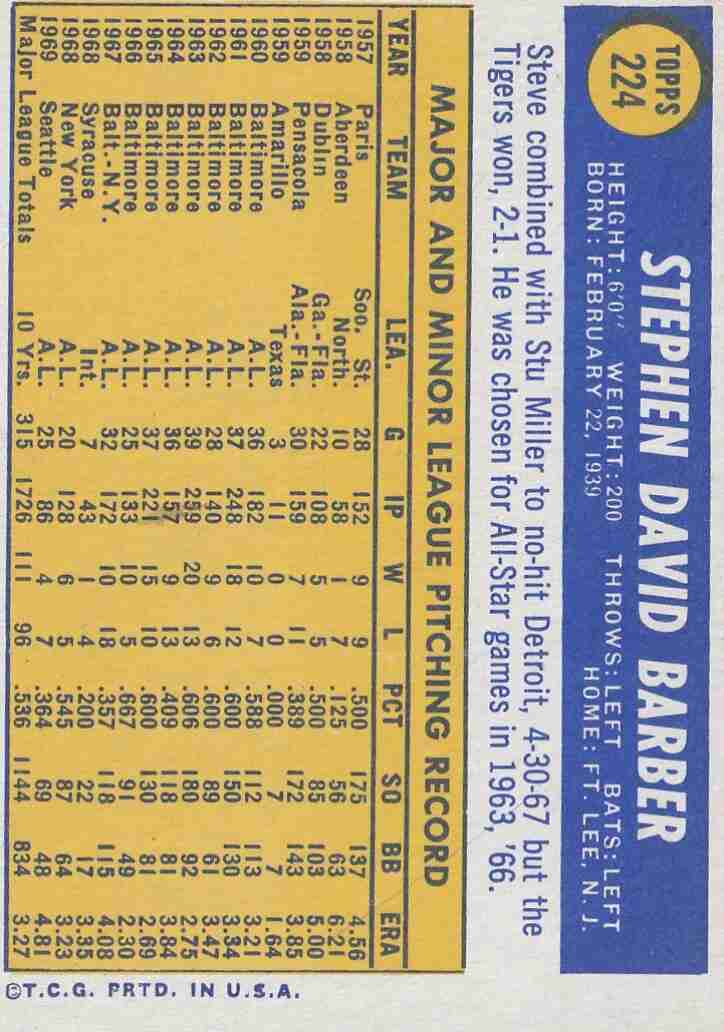 TOPPS
224
STEPHEN DAVID BARBER
HEIGHT: 6'0" WEIGHT: 200 THROWS: LEFT BATS: LEFT
BORN: FEBRUARY 22, 1939 HOME: FT. LEE, N. J.
Steve combined with Stu Miller to no-hit Detroit, 4-30-67 but the
Tigers won, 2-1. He was chosen for All-Star games in 1963, '66.
MAJOR AND MINOR LEAGUE PITCHING RECORD
YEAR TEAM LEA. G IP W L PCT SO BB ERA
1957 Paris Soo. St. 28 152 9 9 .500 175 137 4.56
1958 Aberdeen North. 10 58 1 7 .125 56 63 6.21
1958 Dublin Ga.-Fla. 22 108 5 5 .500 85 103 5.00
1959 Pensacola Ala.-Fla. 30 159 7 11 .389 172 143 3.85
1959 Amarillo Texas 3 11 0 0 .000 7 7 1.64
1960 Baltimore A.L. 36 182 10 7 .588 112 113 3.21
1961 Baltimore A.L. 37 248 18 12 .600 150 130 3.34
1962 Baltimore A.L. 28 140 9 6 .600 89 61 3.47
1963 Baltimore A.L. 39 259 20 13 .606 180 92 2.75
1964 Baltimore A.L. 36 157 9 13 .409 118 81 3.84
1965 Baltimore A.L. 37 221 15 10 .600 130 81 2.69
1966 Baltimore A.L. 25 133 10 5 .667 91 49 2.30
1967 Balt.-N.Y. A.L. 32 172 10 18 .357 118 115 4.08
1968 Syracuse Int. 7 43 1 4 .200 22 17 3.35
1968 New York A.L. 20 128 6 5 .545 87 64 3.23
1969 Seattle A.L. 25 86 4 7 .364 69 48 4.81
Major League Totals 10 Yrs. 315 1726 111 96 .536 1144 834 3.27
©T.C.G. PRTD. IN U.S.A.